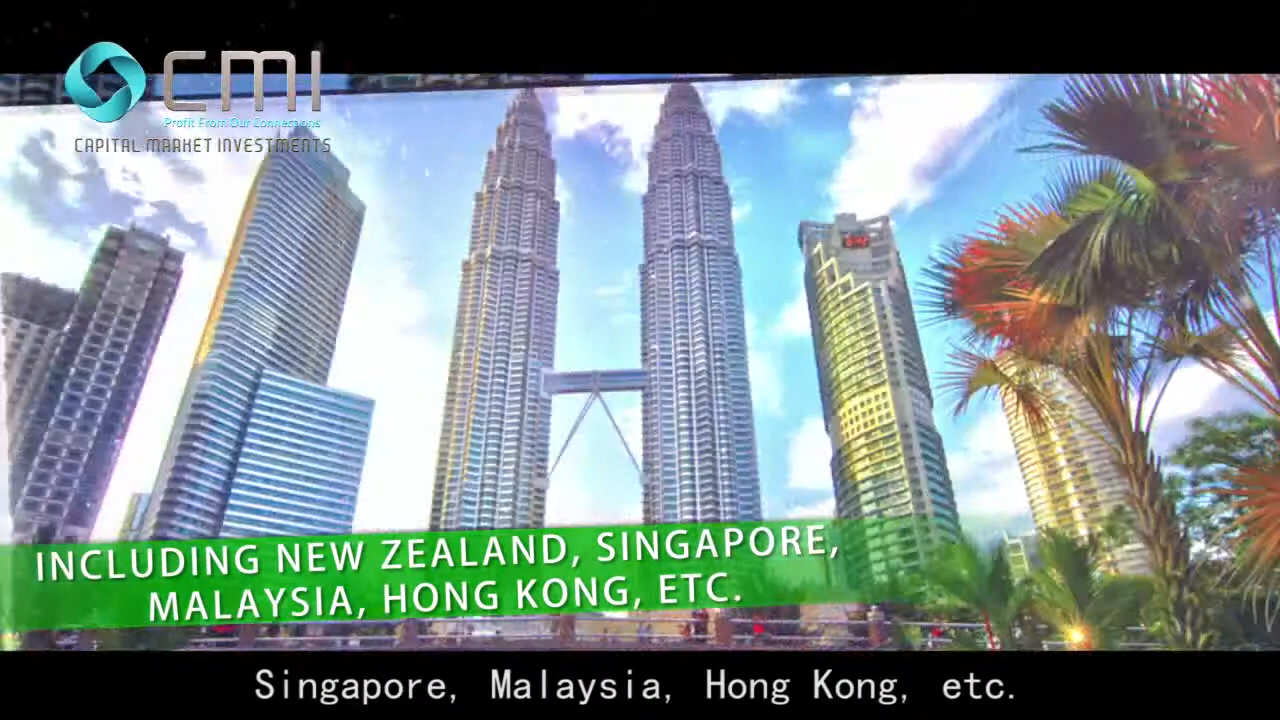 CMI
Profit From Our Connections
CAPITAL MARKET INVESTMENTS
INCLUDING NEW ZEALAND, SINGAPORE,
MALAYSIA, HONG KONG, ETC.
Singapore, Malaysia, Hong Kong, etc.